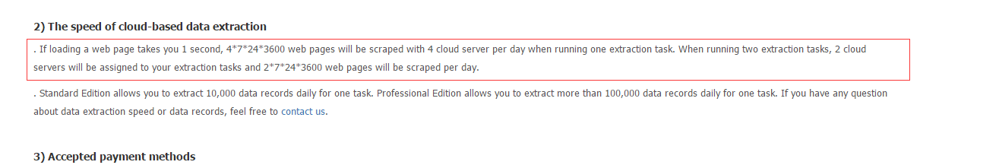 2) The speed of cloud-based data extraction
. If loading a web page takes you 1 second, 4*7*24*3600 web pages will be scraped with 4 cloud server per day when running one extraction task. When running two extraction tasks, 2 cloud
servers will be assigned to your extraction tasks and 2*7*24*3600 web pages will be scraped per day.
. Standard Edition allows you to extract 10,000 data records daily for one task. Professional Edition allows you to extract more than 100,000 data records daily for one task. If you have any question
about data extraction speed or data records, feel free to contact us.
3) Accepted payment methods